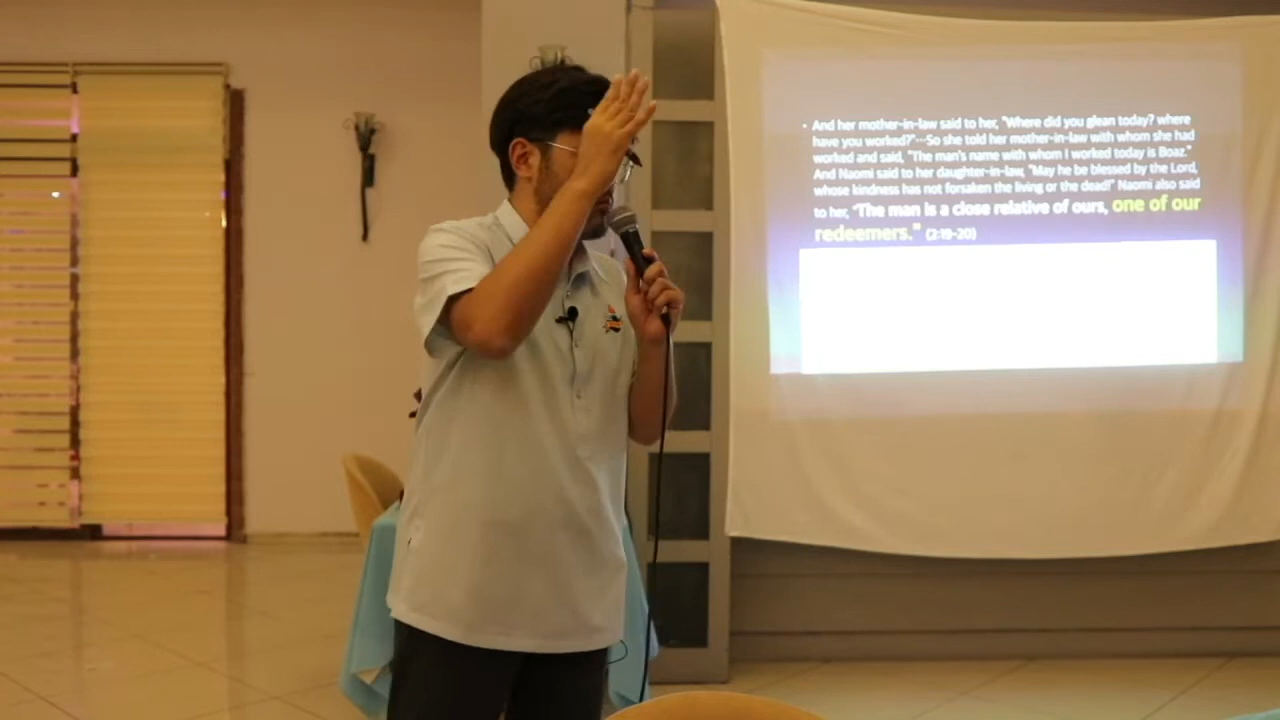 • And her mother-in-law said to her, "Where did you glean today? where
have you worked?"…So she told her mother-in-law with whom she had
worked and said, "The man's name with whom I worked today is Boaz."
And Naomi said to her daughter-in-law, "May he be blessed by the Lord,
whose kindness has not forsaken the living or the dead!" Naomi also said
to her, "The man is a close relative of ours, one of our
redeemers." (2:19-20)